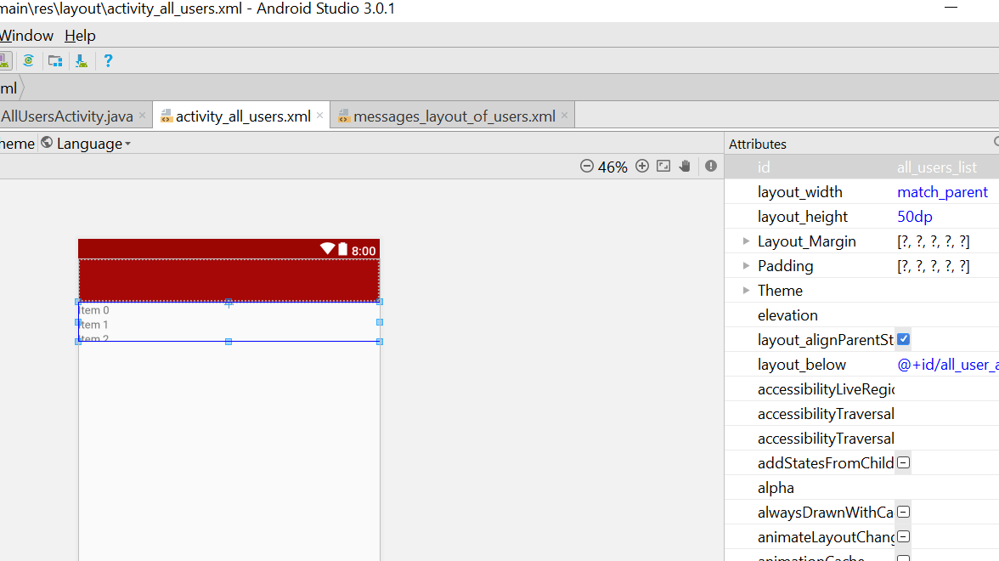 main\res\layout\activity_all_users.xml - Android Studio 3.0.1
Window Help
?
ml
AllUsersActivity.java activity_all_users.xml messages_layout_of_users.xml
heme Language
46%
8:00
Item 0
Item 1
Item 2
Attributes
id all_users_list
layout_width match_parent
layout_height 50dp
Layout_Margin [?, ?, ?, ?, ?]
Padding [?, ?, ?, ?, ?]
Theme
elevation
layout_alignParentSt
layout_below @+id/all_user_a
accessibilityLiveRegio
accessibilityTraversal
accessibilityTraversal
addStatesFromChild
alpha
alwaysDrawnWithCa
animateLayoutChang
animationCache